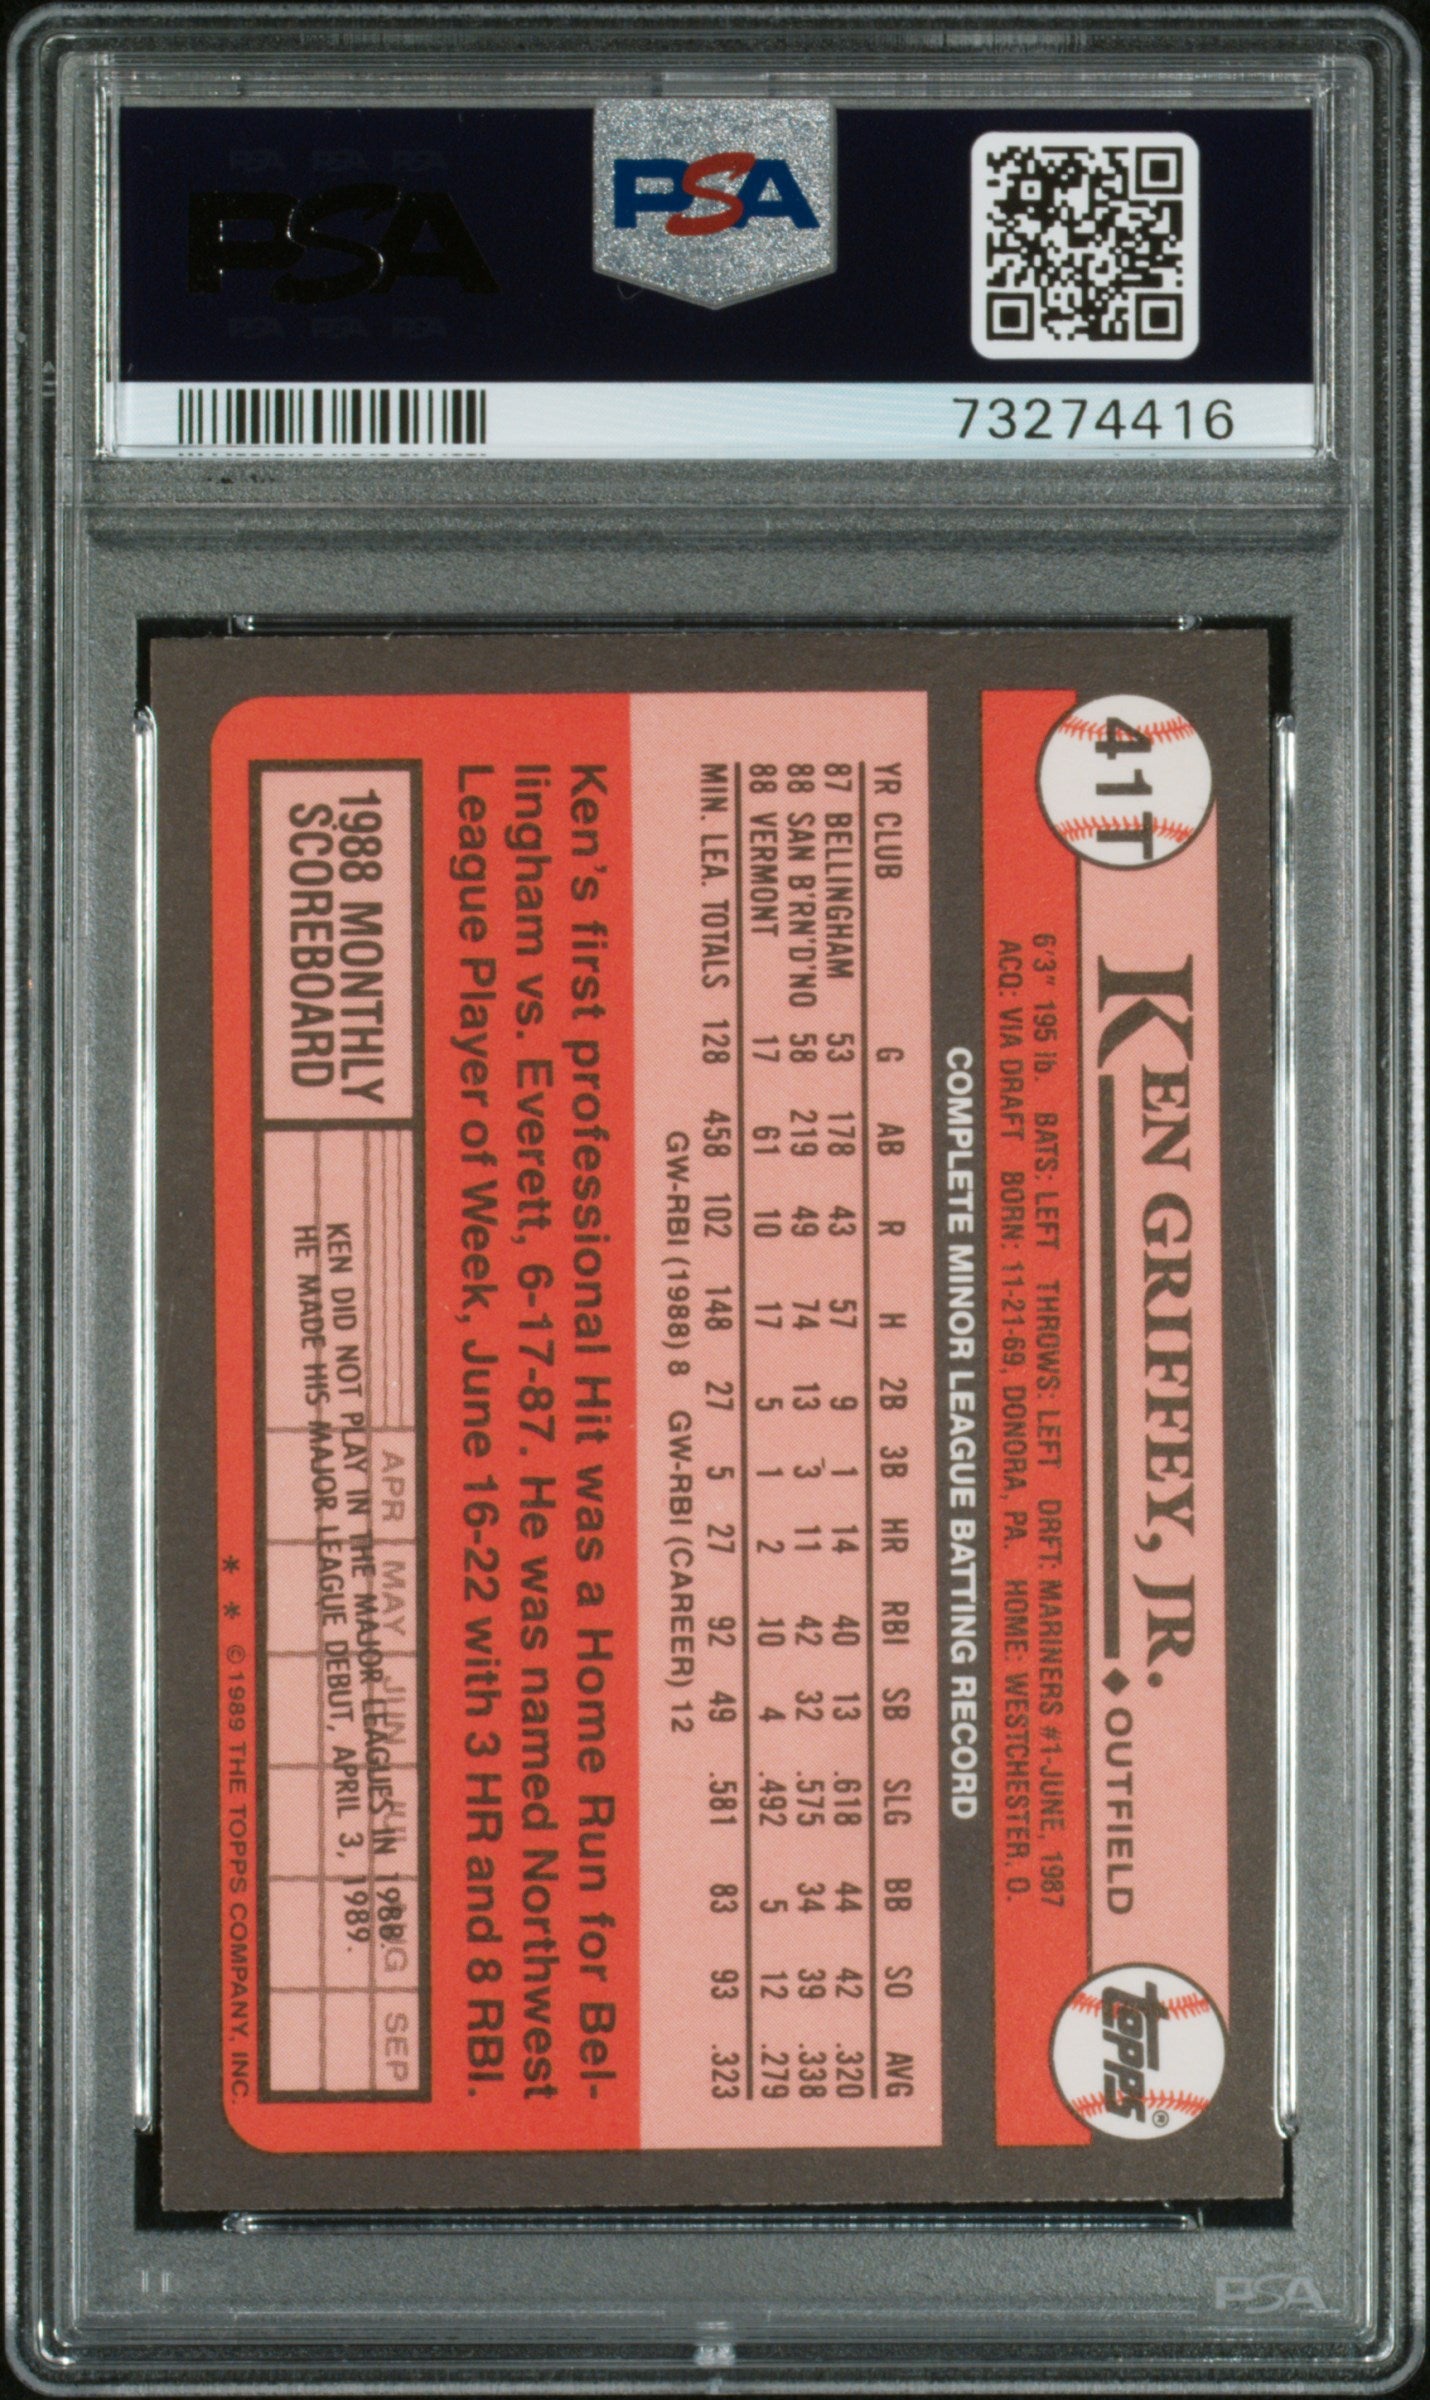 PSA PSA PSA
PSA
PSA PSA PSA
PSA
73274416
41T
KEN GRIFFEY, JR. ◆ OUTFIELD
topps®
6'3" 195 lb. BATS: LEFT THROWS: LEFT DRFT: MARINERS #1-JUNE, 1987
ACQ: VIA DRAFT BORN: 11-21-69, DONORA, PA. HOME: WESTCHESTER, O.
COMPLETE MINOR LEAGUE BATTING RECORD
YR CLUB G AB R H 2B 3B HR RBI SB SLG BB SO AVG
87 BELLINGHAM 53 178 43 57 9 1 14 40 13 .618 44 42 .320
88 SAN B'RN'D'NO 58 219 49 74 13 3 11 42 32 .575 34 39 .338
88 VERMONT 17 61 10 17 5 1 2 10 4 .492 5 12 .279
MIN. LEA. TOTALS 128 458 102 148 27 5 27 92 49 .581 83 93 .323
GW-RBI (1988) 8 GW-RBI (CAREER) 12
Ken's first professional Hit was a Home Run for Bel-
lingham vs. Everett, 6-17-87. He was named Northwest
League Player of Week, June 16-22 with 3 HR and 8 RBI.
1988 MONTHLY
SCOREBOARD
APR MAY JUN JUL AUG SEP
KEN DID NOT PLAY IN THE MAJOR LEAGUES IN 1988.
HE MADE HIS MAJOR LEAGUE DEBUT, APRIL 3, 1989.
* * © 1989 THE TOPPS COMPANY, INC.
PSA